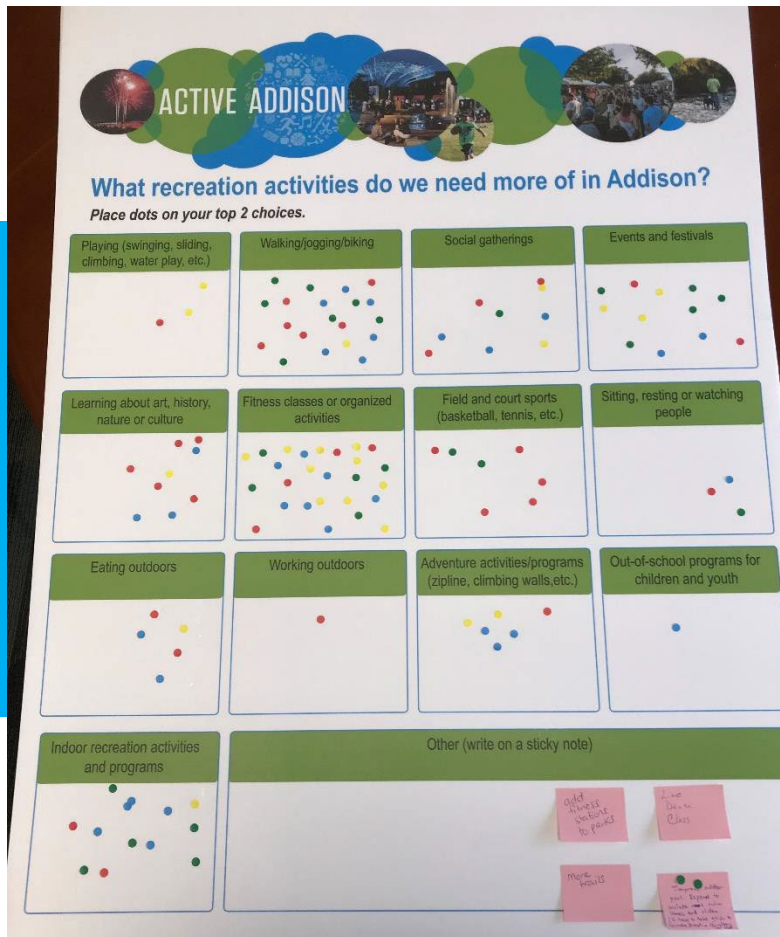 ACTIVE ADDISON
What recreation activities do we need more of in Addison?
Place dots on your top 2 choices.
Playing (swinging, sliding,
climbing, water play, etc.)
Walking/jogging/biking
Social gatherings
Events and festivals
Learning about art, history,
nature or culture
Fitness classes or organized
activities
Field and court sports
(basketball, tennis, etc.)
Sitting, resting or watching
people
Eating outdoors
Working outdoors
Adventure activities/programs
(zipline, climbing walls,etc.)
Out-of-school programs for
children and youth
Indoor recreation activities
and programs
Other (write on a sticky note)
add
fitness
stations
to parks
Class
more
trails